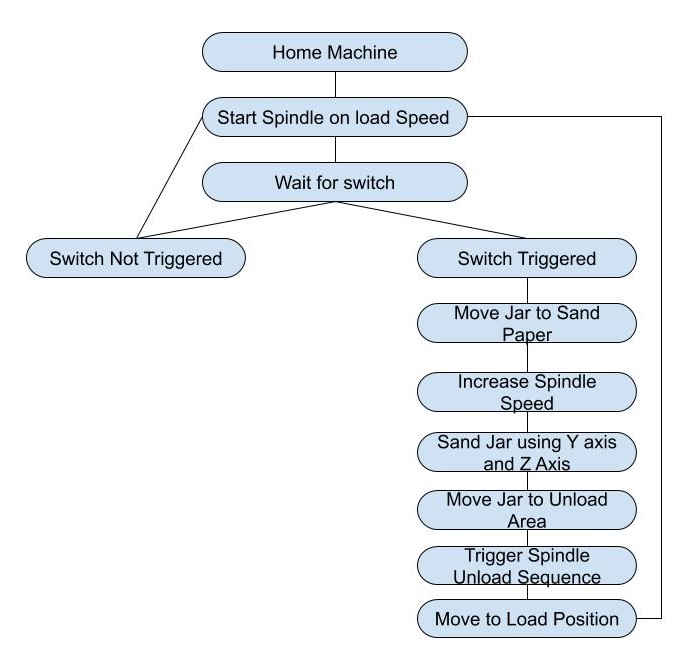 Home Machine
Start Spindle on load Speed
Wait for switch
Switch Not Triggered
Switch Triggered
Move Jar to Sand
Paper
Increase Spindle
Speed
Sand Jar using Y axis
and Z Axis
Move Jar to Unload
Area
Trigger Spindle
Unload Sequence
Move to Load Position